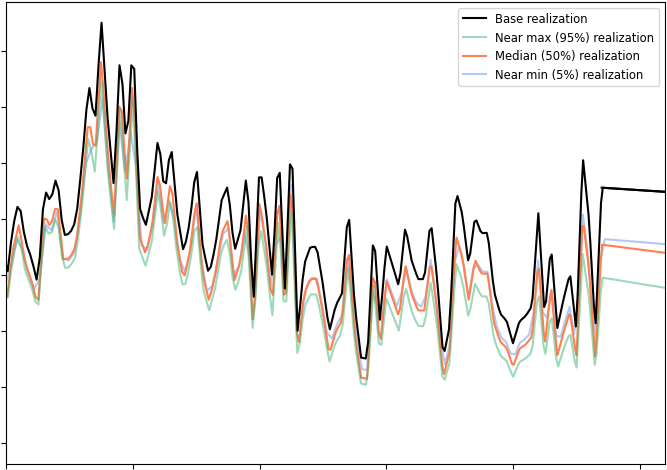 Base realization
Near max (95%) realization
Median (50%) realization
Near min (5%) realization